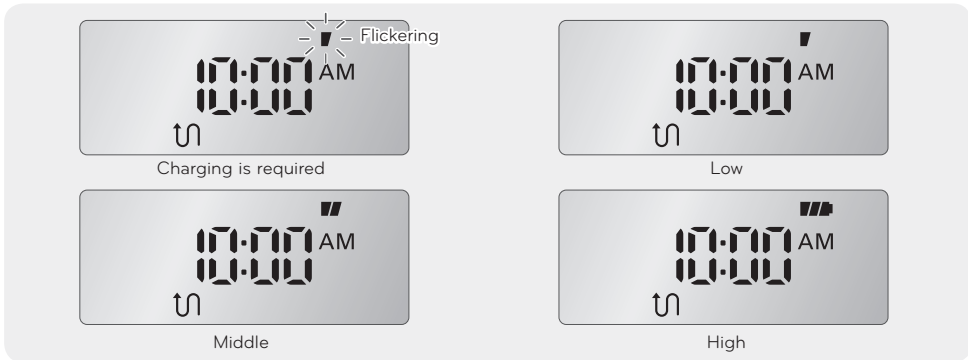 Flickering
10:00 AM
Charging is required
10:00 AM
Low
10:00 AM
Middle
10:00 AM
High